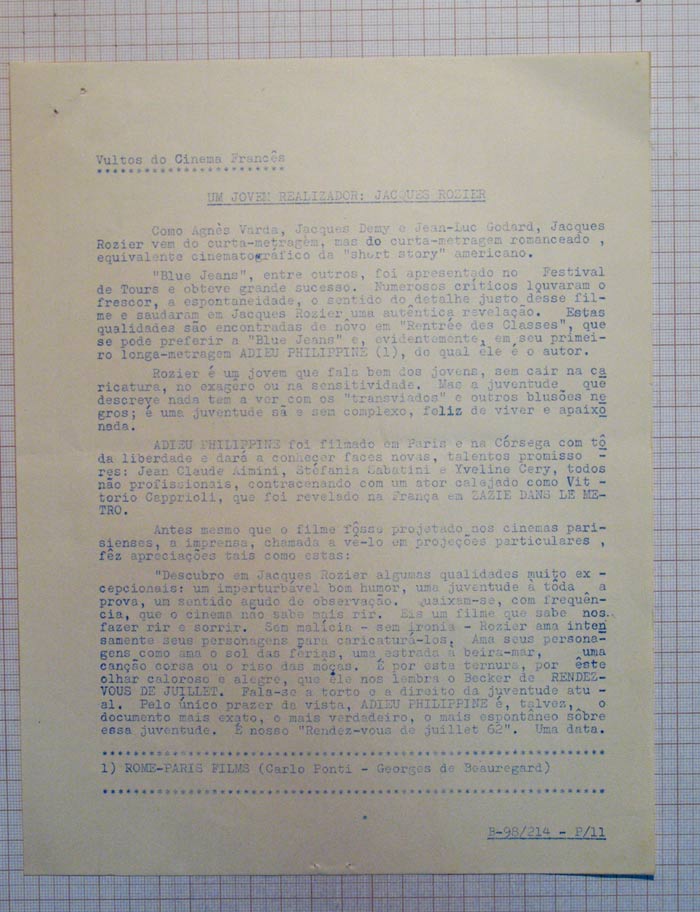 Vultos do Cinema Francês
UM JOVEM REALIZADOR: JACQUES ROZIER
Como Agnès Varda, Jacques Demy e Jean-Luc Godard, Jacques
Rozier vem do curta-metragem, mas do curta-metragem romanceado ,
equivalente cinematográfico da "short story" americano.
"Blue Jeans", entre outros, foi apresentado no Festival
de Tours e obteve grande sucesso. Numerosos críticos louvaram o
frescor, a espontaneidade, o sentido do detalhe justo desse fil-
me e saudaram em Jacques Rozier uma autêntica revelação. Estas
qualidades são encontradas de nôvo em "Rentrée des Classes", que
se pode preferir a "Blue Jeans" e, evidentemente, em seu primei-
ro longa-metragem ADIEU PHILIPPINE (1), do qual êle é o autor.
Rozier é um jovem que fala bem dos jovens, sem cair na ca
ricatura, no exagêro ou na sensitividade. Mas a juventude que
descreve nada tem a ver com os "transviados" e outros blusões ne
gros; é uma juventude sã e sem complexo, feliz de viver e apaixo
nada.
ADIEU PHILIPPINE foi filmado em Paris e na Córsega com tô
da liberdade e dará a conhecer faces novas, talentos promisso -
res: Jean Claude Aimini, Stéfania Sabatini e Yveline Cery, todos
não profissionais, contracenando com um ator calejado como Vit -
torio Capprioli, que foi revelado na França em ZAZIE DANS LE ME-
TRO.
Antes mesmo que o filme fôsse projetado nos cinemas pari-
sienses, a imprensa, chamada a vê-lo em projeções particulares ,
fêz apreciações tais como estas:
"Descubro em Jacques Rozier algumas qualidades muito ex -
cepcionais: um imperturbável bom humor, uma juventude a tôda a
prova, um sentido agudo de observação. Quaixam-se, com frequên-
cia, que o cinema não sabe mais rir. Eis um filme que sabe nos
fazer rir e sorrir. Sem malícia - sem ironia - Rozier ama inten
samente seus personagens para caricaturá-los. Ama seus persona-
gens como ama o sol das férias, uma estrada à beira-mar, uma
canção corsa ou o riso das môças. É por esta ternura, por êste
olhar caloroso e alegre, que êle nos lembra o Becker de RENDEZ-
VOUS DE JUILLET. Fala-se a torto e a direito da juventude atu -
al. Pelo único prazer da vista, ADIEU PHILIPPINE é, talvez, o
documento mais exato, o mais verdadeiro, o mais espontâneo sôbre
essa juventude. É nosso "Rendez-vous de juillet 62". Uma data.
1) ROME-PARIS FILMS (Carlo Ponti - Georges de Beauregard)
B-98/214 - P/11